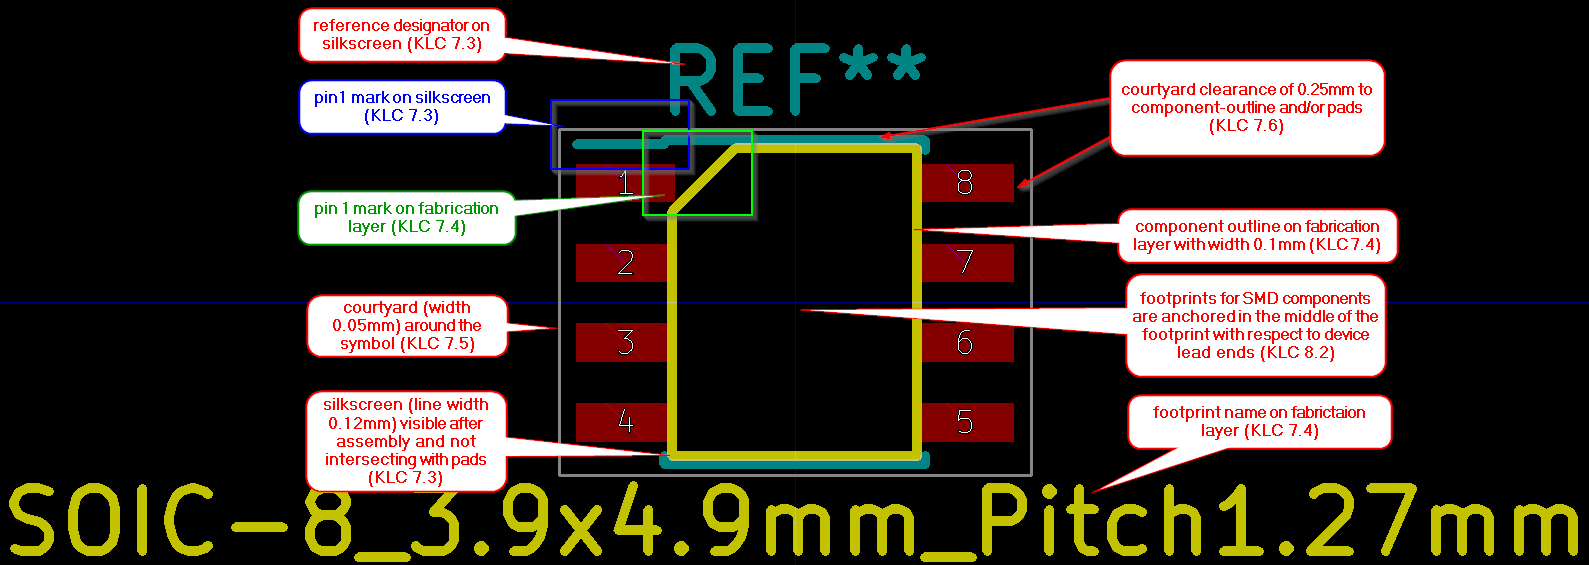 reference designator on
silkscreen (KLC 7.3)
REF**
pin1 mark on silkscreen
(KLC 7.3)
courtyard clearance of 0.25mm to
component-outline and/or pads
(KLC 7.6)
1
8
pin 1 mark on fabrication
layer (KLC 7.4)
component outline on fabrication
layer with width 0.1mm (KLC7.4)
2
7
courtyard (width
0.05mm) around the
symbol (KLC 7.5)
footprints for SMD components
are anchored in the middle of the
footprint with respect to device
lead ends (KLC 8.2)
3
6
silkscreen (line width
0.12mm) visible after
assembly and not
intersecting with pads
(KLC 7.3)
4
5
footprint name on fabrictaion
layer (KLC 7.4)
SOIC-8_3.9x4.9mm_Pitch1.27mm